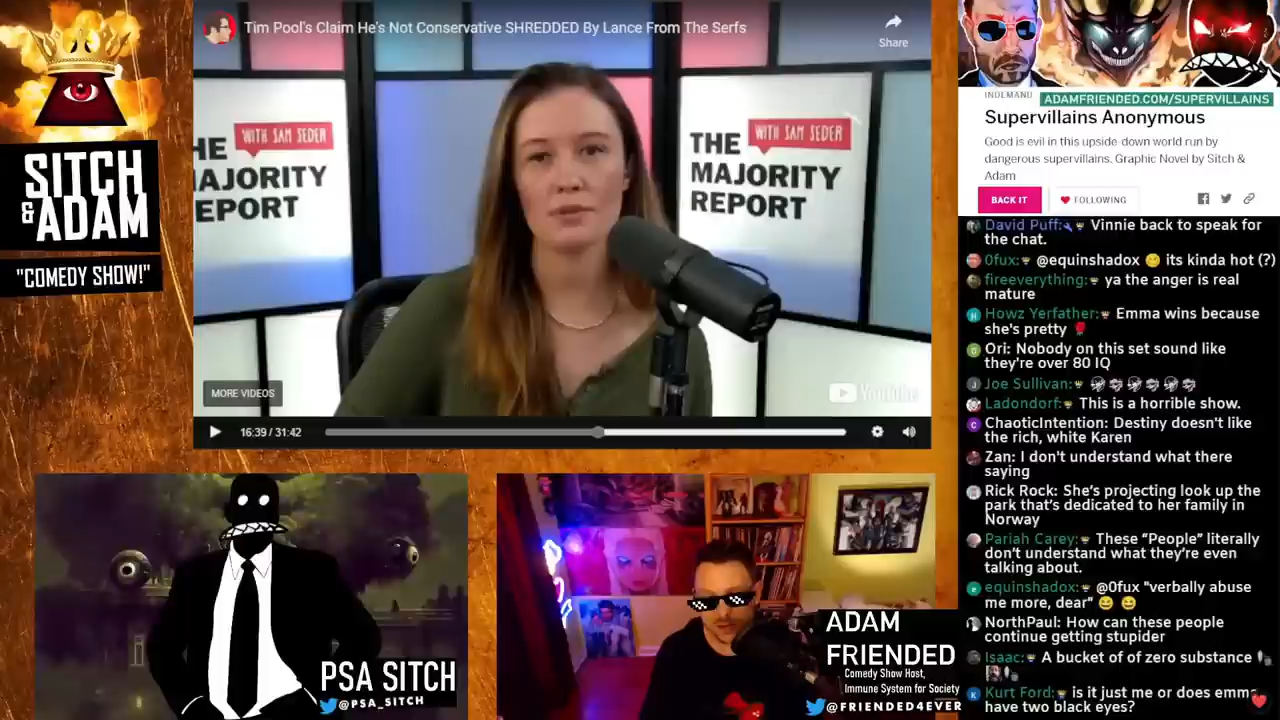 Tim Pool's Claim He's Not Conservative SHREDDED By Lance From The Serfs
Share
SITCH
& ADAM
"COMEDY SHOW!"
HE
WITH SAM SEDER
AJORITY
EPORT
THE
WITH SAM SEDER
MAJORITY
REPORT
MORE VIDEOS
YouTube
16:39 / 31:42
INDEMAND
ADAMFRIENDED.COM/SUPERVILLAINS
Supervillains Anonymous
Good is evil in this upside-down world run by
dangerous supervillains. Graphic Novel by Sitch &
Adam
BACK IT
FOLLOWING
David Puff: Vinnie back to speak for
the chat.
0fux: @equinshadox its kinda hot (?)
fireeverything: ya the anger is real
mature
Howz Yerfather: Emma wins because
she's pretty
Ori: Nobody on this set sound like
they're over 80 IQ
Joe Sullivan:
Ladondorf: This is a horrible show.
ChaoticIntention: Destiny doesn't like
the rich, white Karen
Zan: I don't understand what there
saying
Rick Rock: She's projecting look up the
park that's dedicated to her family in
Norway
Pariah Carey: These “People” literally
don't understand what they're even
talking about.
equinshadox: @0fux "verbally abuse
me more, dear"
NorthPaul: How can these people
continue getting stupider
Isaac: A bucket of of zero substance
Kurt Ford: is it just me or does emma
have two black eyes?
PSA SITCH
@PSA_SITCH
ADAM
FRIENDED
Comedy Show Host,
Immune System for Society
@FRIENDED4EVER